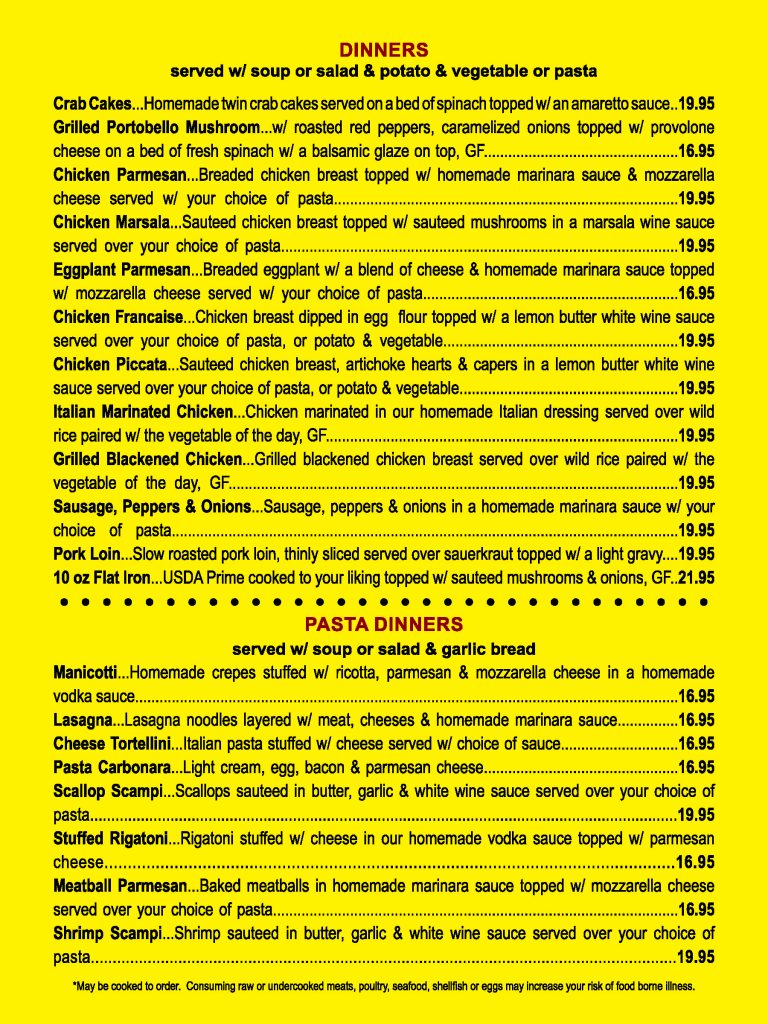 DINNERS
served w/ soup or salad & potato & vegetable or pasta
Crab Cakes...Homemade twin crab cakes served on a bed of spinach topped w/ an amaretto sauce..19.95
Grilled Portobello Mushroom...w/ roasted red peppers, caramelized onions topped w/ provolone
cheese on a bed of fresh spinach w/ a balsamic glaze on top, GF................................................16.95
Chicken Parmesan...Breaded chicken breast topped w/ homemade marinara sauce & mozzarella
cheese served w/ your choice of pasta.....................................................................................19.95
Chicken Marsala...Sauteed chicken breast topped w/ sauteed mushrooms in a marsala wine sauce
served over your choice of pasta..................................................................................................19.95
Eggplant Parmesan...Breaded eggplant w/ a blend of cheese & homemade marinara sauce topped
w/ mozzarella cheese served w/ your choice of pasta...............................................................16.95
Chicken Francaise...Chicken breast dipped in egg flour topped w/ a lemon butter white wine sauce
served over your choice of pasta, or potato & vegetable..........................................................19.95
Chicken Piccata...Sauteed chicken breast, artichoke hearts & capers in a lemon butter white wine
sauce served over your choice of pasta, or potato & vegetable......................................................19.95
Italian Marinated Chicken...Chicken marinated in our homemade Italian dressing served over wild
rice paired w/ the vegetable of the day, GF.......................................................................................19.95
Grilled Blackened Chicken...Grilled blackened chicken breast served over wild rice paired w/ the
vegetable of the day, GF...............................................................................................................19.95
Sausage, Peppers & Onions...Sausage, peppers & onions in a homemade marinara sauce w/ your
choice of pasta.............................................................................................................................19.95
Pork Loin...Slow roasted pork loin, thinly sliced served over sauerkraut topped w/ a light gravy....19.95
10 oz Flat Iron...USDA Prime cooked to your liking topped w/ sauteed mushrooms & onions, GF..21.95
PASTA DINNERS
served w/ soup or salad & garlic bread
Manicotti...Homemade crepes stuffed w/ ricotta, parmesan & mozzarella cheese in a homemade
vodka sauce.......................................................................................................................................16.95
Lasagna...Lasagna noodles layered w/ meat, cheeses & homemade marinara sauce...............16.95
Cheese Tortellini...Italian pasta stuffed w/ cheese served w/ choice of sauce.............................16.95
Pasta Carbonara...Light cream, egg, bacon & parmesan cheese................................................16.95
Scallop Scampi...Scallops sauteed in butter, garlic & white wine sauce served over your choice of
pasta..................................................................................................................................................19.95
Stuffed Rigatoni...Rigatoni stuffed w/ cheese in our homemade vodka sauce topped w/ parmesan
cheese.....................................................................................................................16.95
Meatball Parmesan...Baked meatballs in homemade marinara sauce topped w/ mozzarella cheese
served over your choice of pasta....................................................................................................16.95
Shrimp Scampi...Shrimp sauteed in butter, garlic & white wine sauce served over your choice of
pasta.....................................................................................................................................19.95
*May be cooked to order. Consuming raw or undercooked meats, poultry, seafood, shellfish or eggs may increase your risk of food borne illness.